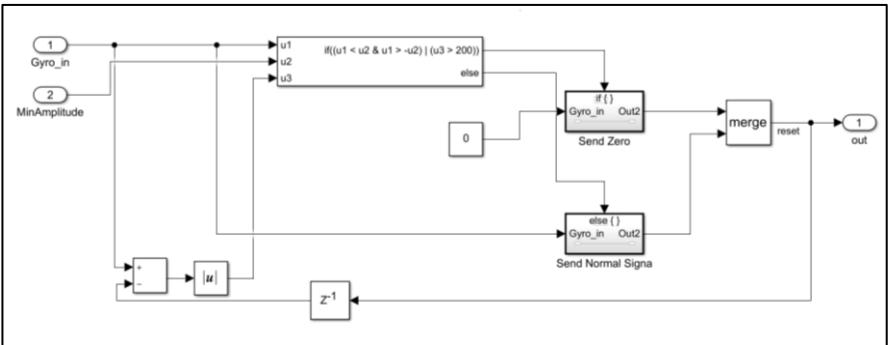 1
Gyro_in
2
MinAmplitude
u1
u2
u3
if((u1 < u2 & u1 > -u2) | (u3 > 200))
else
0
if { }
Gyro_in Out2
Send Zero
else { }
Gyro_in Out2
Send Normal Signa
merge
reset
1
out
+
−
|u|
Z-1